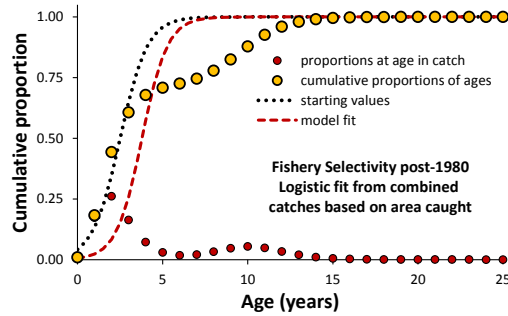 1.00
0.75
0.50
0.25
0.00
Cumulative proportion
proportions at age in catch
cumulative proportions of ages
starting values
model fit
Fishery Selectivity post-1980
Logistic fit from combined
catches based on area caught
0 5 10 15 20 25
Age (years)